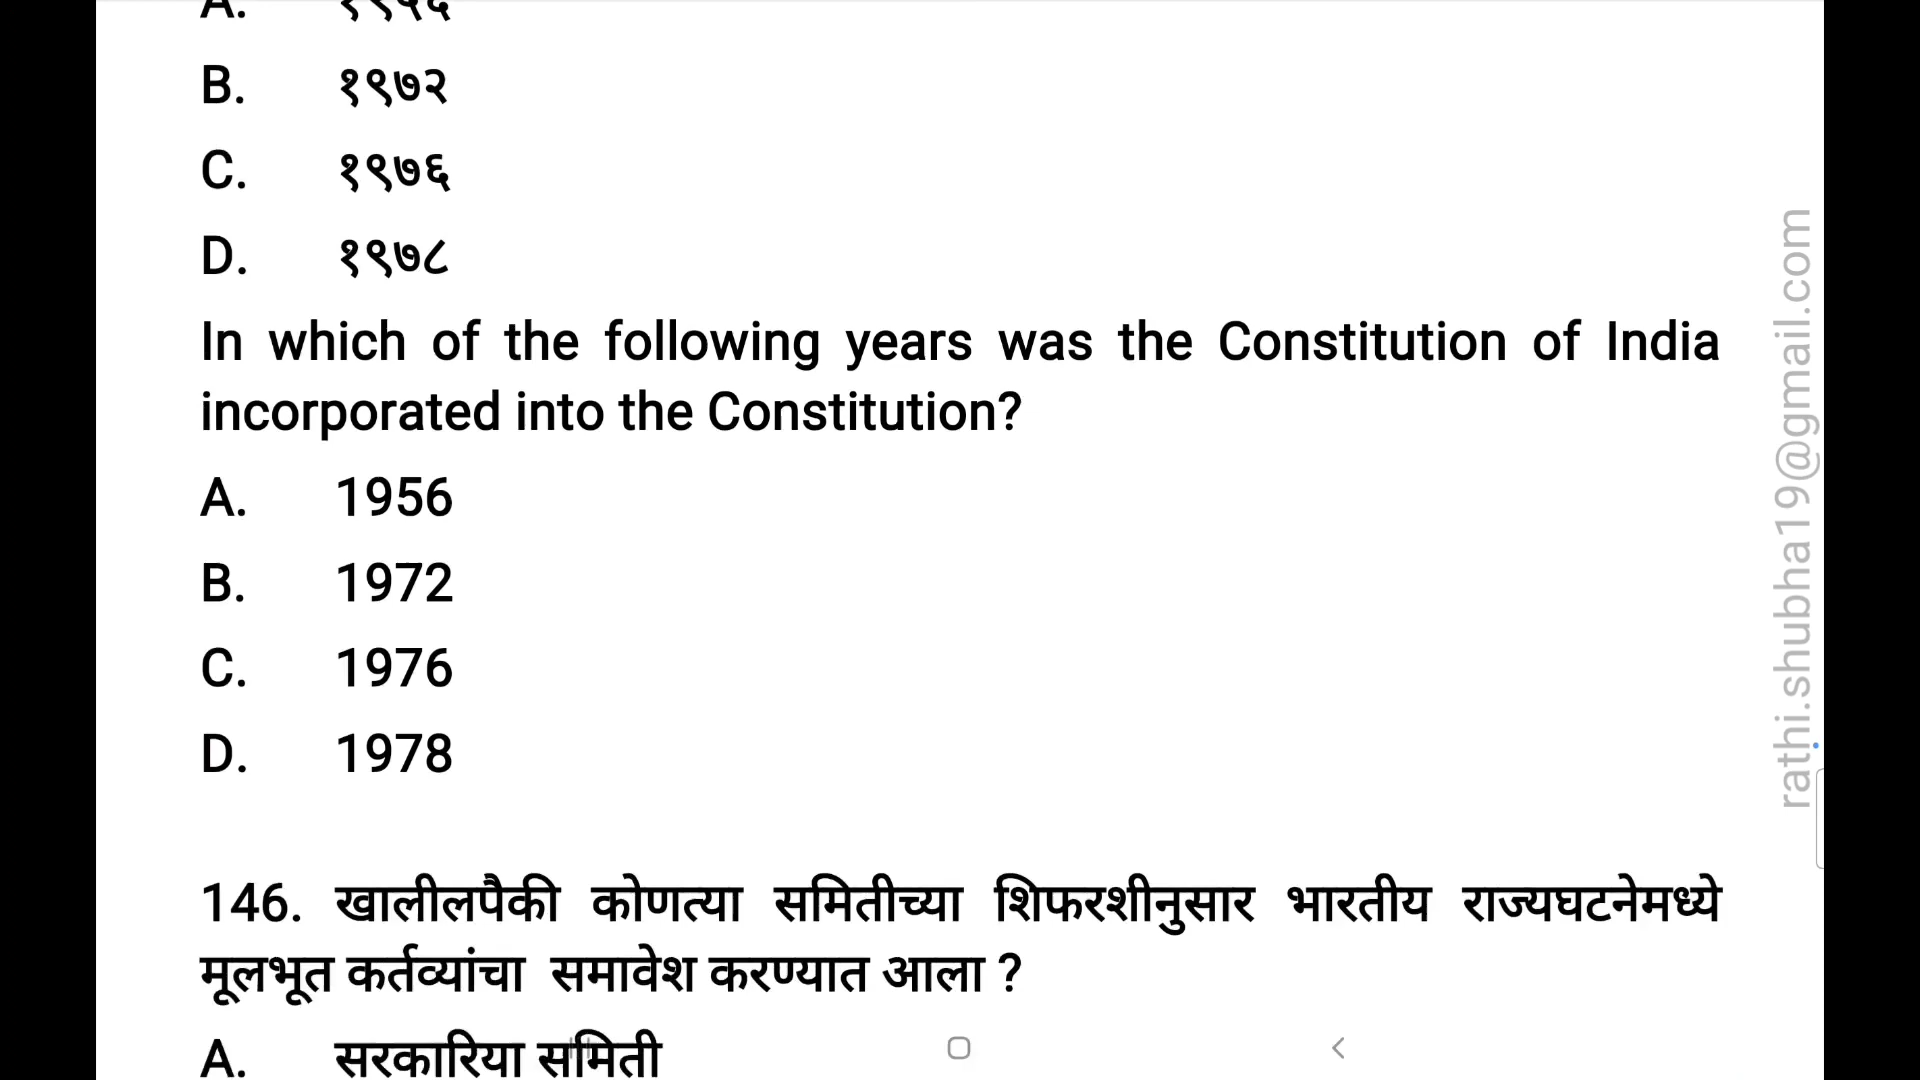 A. १९५६
B. १९७२
C. १९७६
D. १९७८
In which of the following years was the Constitution of India
incorporated into the Constitution?
A. 1956
B. 1972
C. 1976
D. 1978
146. खालीलपैकी कोणत्या समितीच्या शिफरशीनुसार भारतीय राज्यघटनेमध्ये
मूलभूत कर्तव्यांचा समावेश करण्यात आला ?
A. सरकारिया समिती
rathi.shubha19@gmail.com